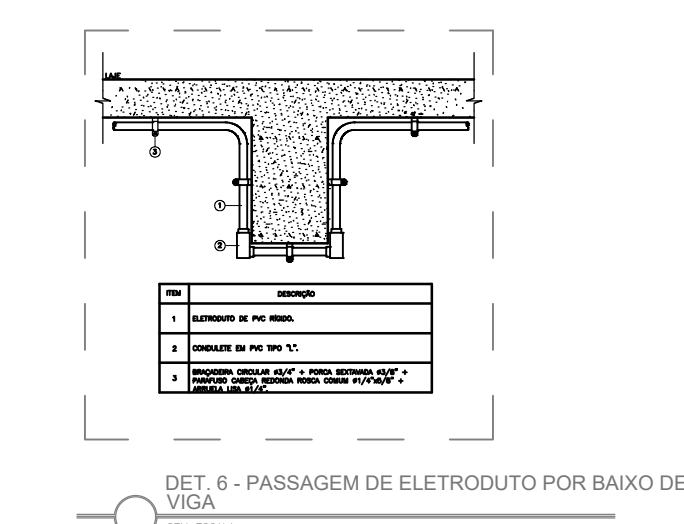 LAJE
3
1
2
ITEM DESCRIÇÃO
1 ELETRODUTO DE PVC RÍGIDO.
2 CONDULETE EM PVC TIPO "L".
3 BRAÇADEIRA CIRCULAR ø3/4" + PORCA SEXTAVADA ø3/8" +
PARAFUSO CABEÇA REDONDA ROSCA COMUM ø1/4"x5/8" +
ARRUELA LISA ø1/4".
DET. 6 - PASSAGEM DE ELETRODUTO POR BAIXO DE
VIGA